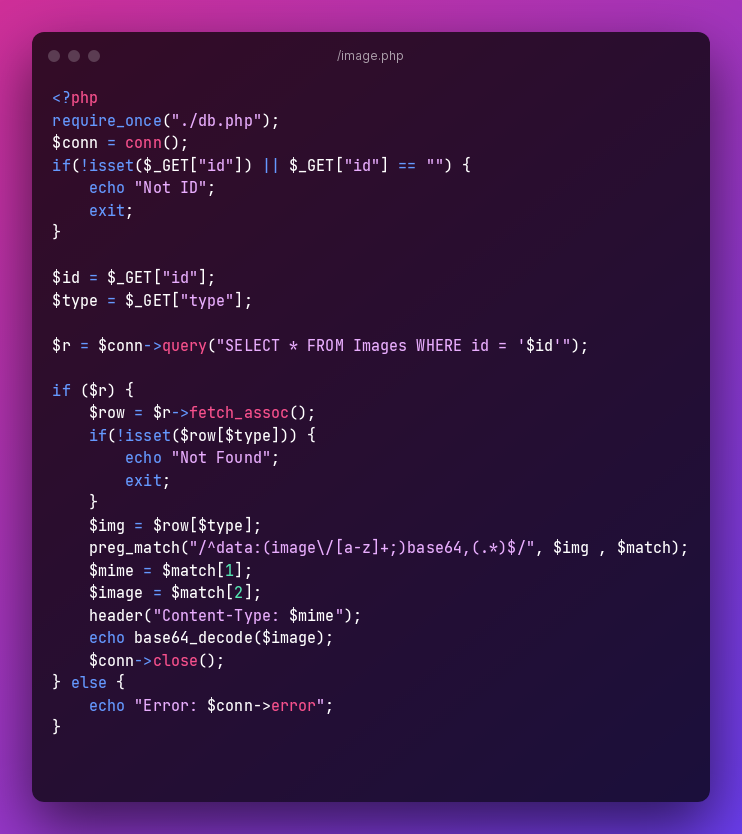 /image.php
<?php
require_once("./db.php");
$conn = conn();
if(!isset($_GET["id"]) || $_GET["id"] == "") {
    echo "Not ID";
    exit;
}

$id = $_GET["id"];
$type = $_GET["type"];

$r = $conn->query("SELECT * FROM Images WHERE id = '$id'");

if ($r) {
    $row = $r->fetch_assoc();
    if(!isset($row[$type])) {
        echo "Not Found";
        exit;
    }
    $img = $row[$type];
    preg_match("/^data:(image\/[a-z]+;)base64,(.*)$/", $img , $match);
    $mime = $match[1];
    $image = $match[2];
    header("Content-Type: $mime");
    echo base64_decode($image);
    $conn->close();
} else {
    echo "Error: $conn->error";
}